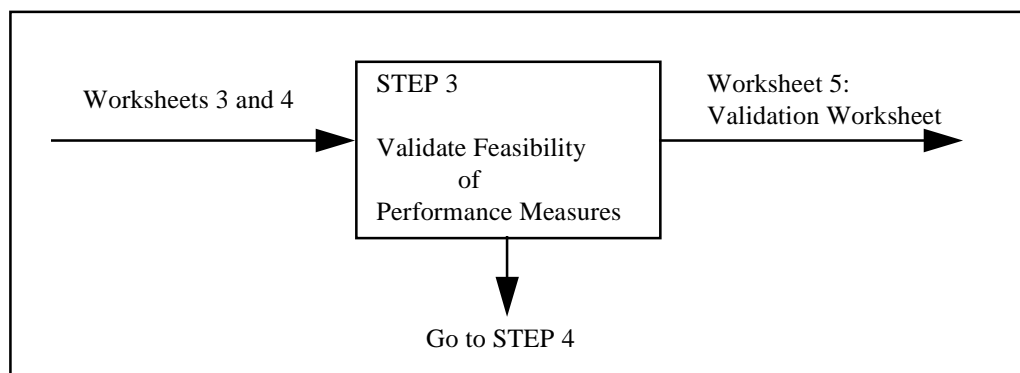 Worksheets 3 and 4
STEP 3
Validate Feasibility
of
Performance Measures
Worksheet 5:
Validation Worksheet
Go to STEP 4